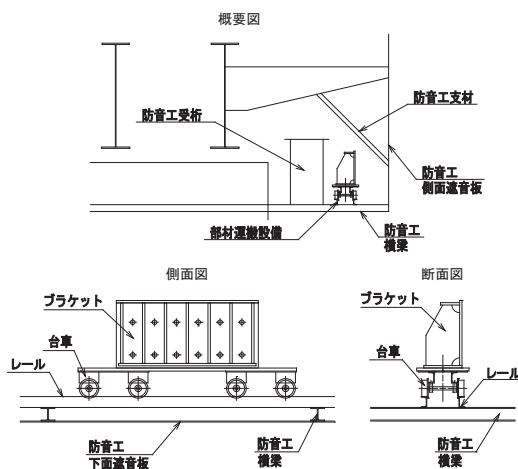 概要図
防音工支材
防音工受桁
防音工
側面遮音板
部材運搬設備
防音工
横梁
側面図
断面図
ブラケット
ブラケット
台車
台車
レール
レール
防音工
下面遮音板
防音工
横梁
防音工
横梁